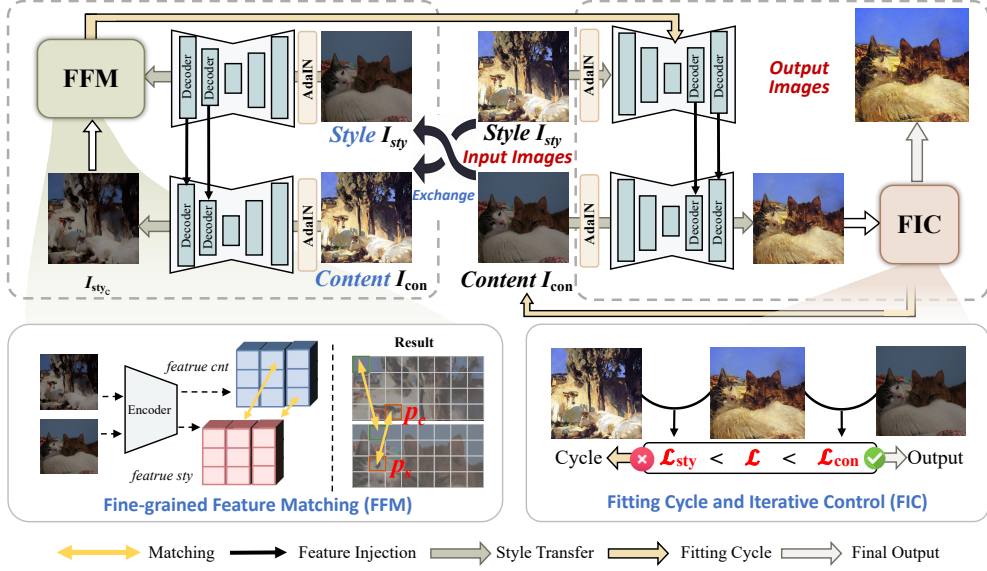 FFM
Decoder
Decoder
AdaIN
Style I_sty
Decoder
Decoder
AdaIN
Content I_con
I_sty_c
Exchange
Style I_sty
Input Images
Content I_con
AdaIN
Decoder
Decoder
AdaIN
Decoder
Decoder
Output
Images
FIC
featrue cnt
Encoder
featrue sty
Result
p_c
p_s
Fine-grained Feature Matching (FFM)
Cycle
ℒ_sty < ℒ < ℒ_con
Output
Fitting Cycle and Iterative Control (FIC)
Matching Feature Injection Style Transfer Fitting Cycle Final Output